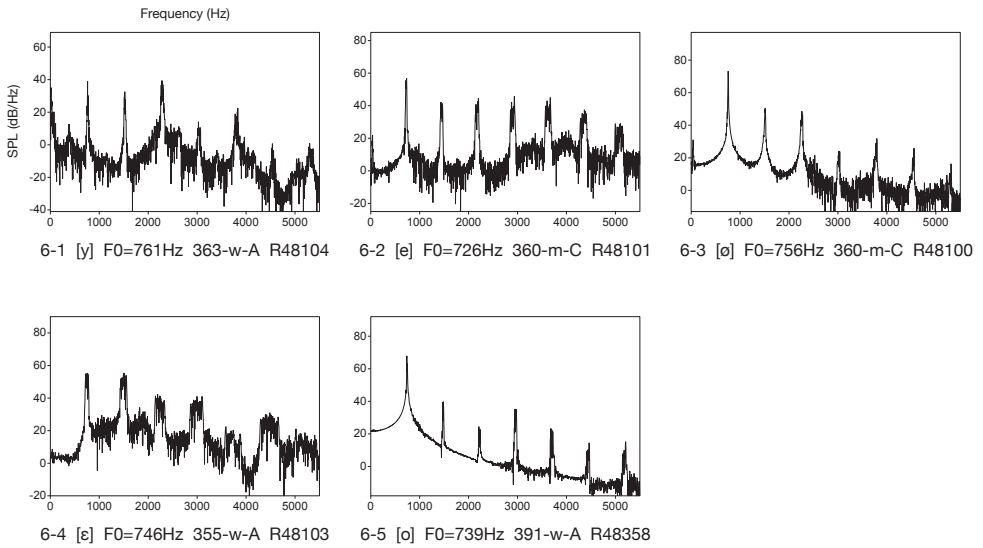 Frequency (Hz)
SPL (dB/Hz)
60
40
20
0
-20
-40
0 1000 2000 3000 4000 5000
6-1 [y] F0=761Hz 363-w-A R48104
80
60
40
20
0
-20
0 1000 2000 3000 4000 5000
6-2 [e] F0=726Hz 360-m-C R48101
80
60
40
20
0
0 1000 2000 3000 4000 5000
6-3 [ø] F0=756Hz 360-m-C R48100
80
60
40
20
0
-20
0 1000 2000 3000 4000 5000
6-4 [ɛ] F0=746Hz 355-w-A R48103
80
60
40
20
0
0 1000 2000 3000 4000 5000
6-5 [o] F0=739Hz 391-w-A R48358